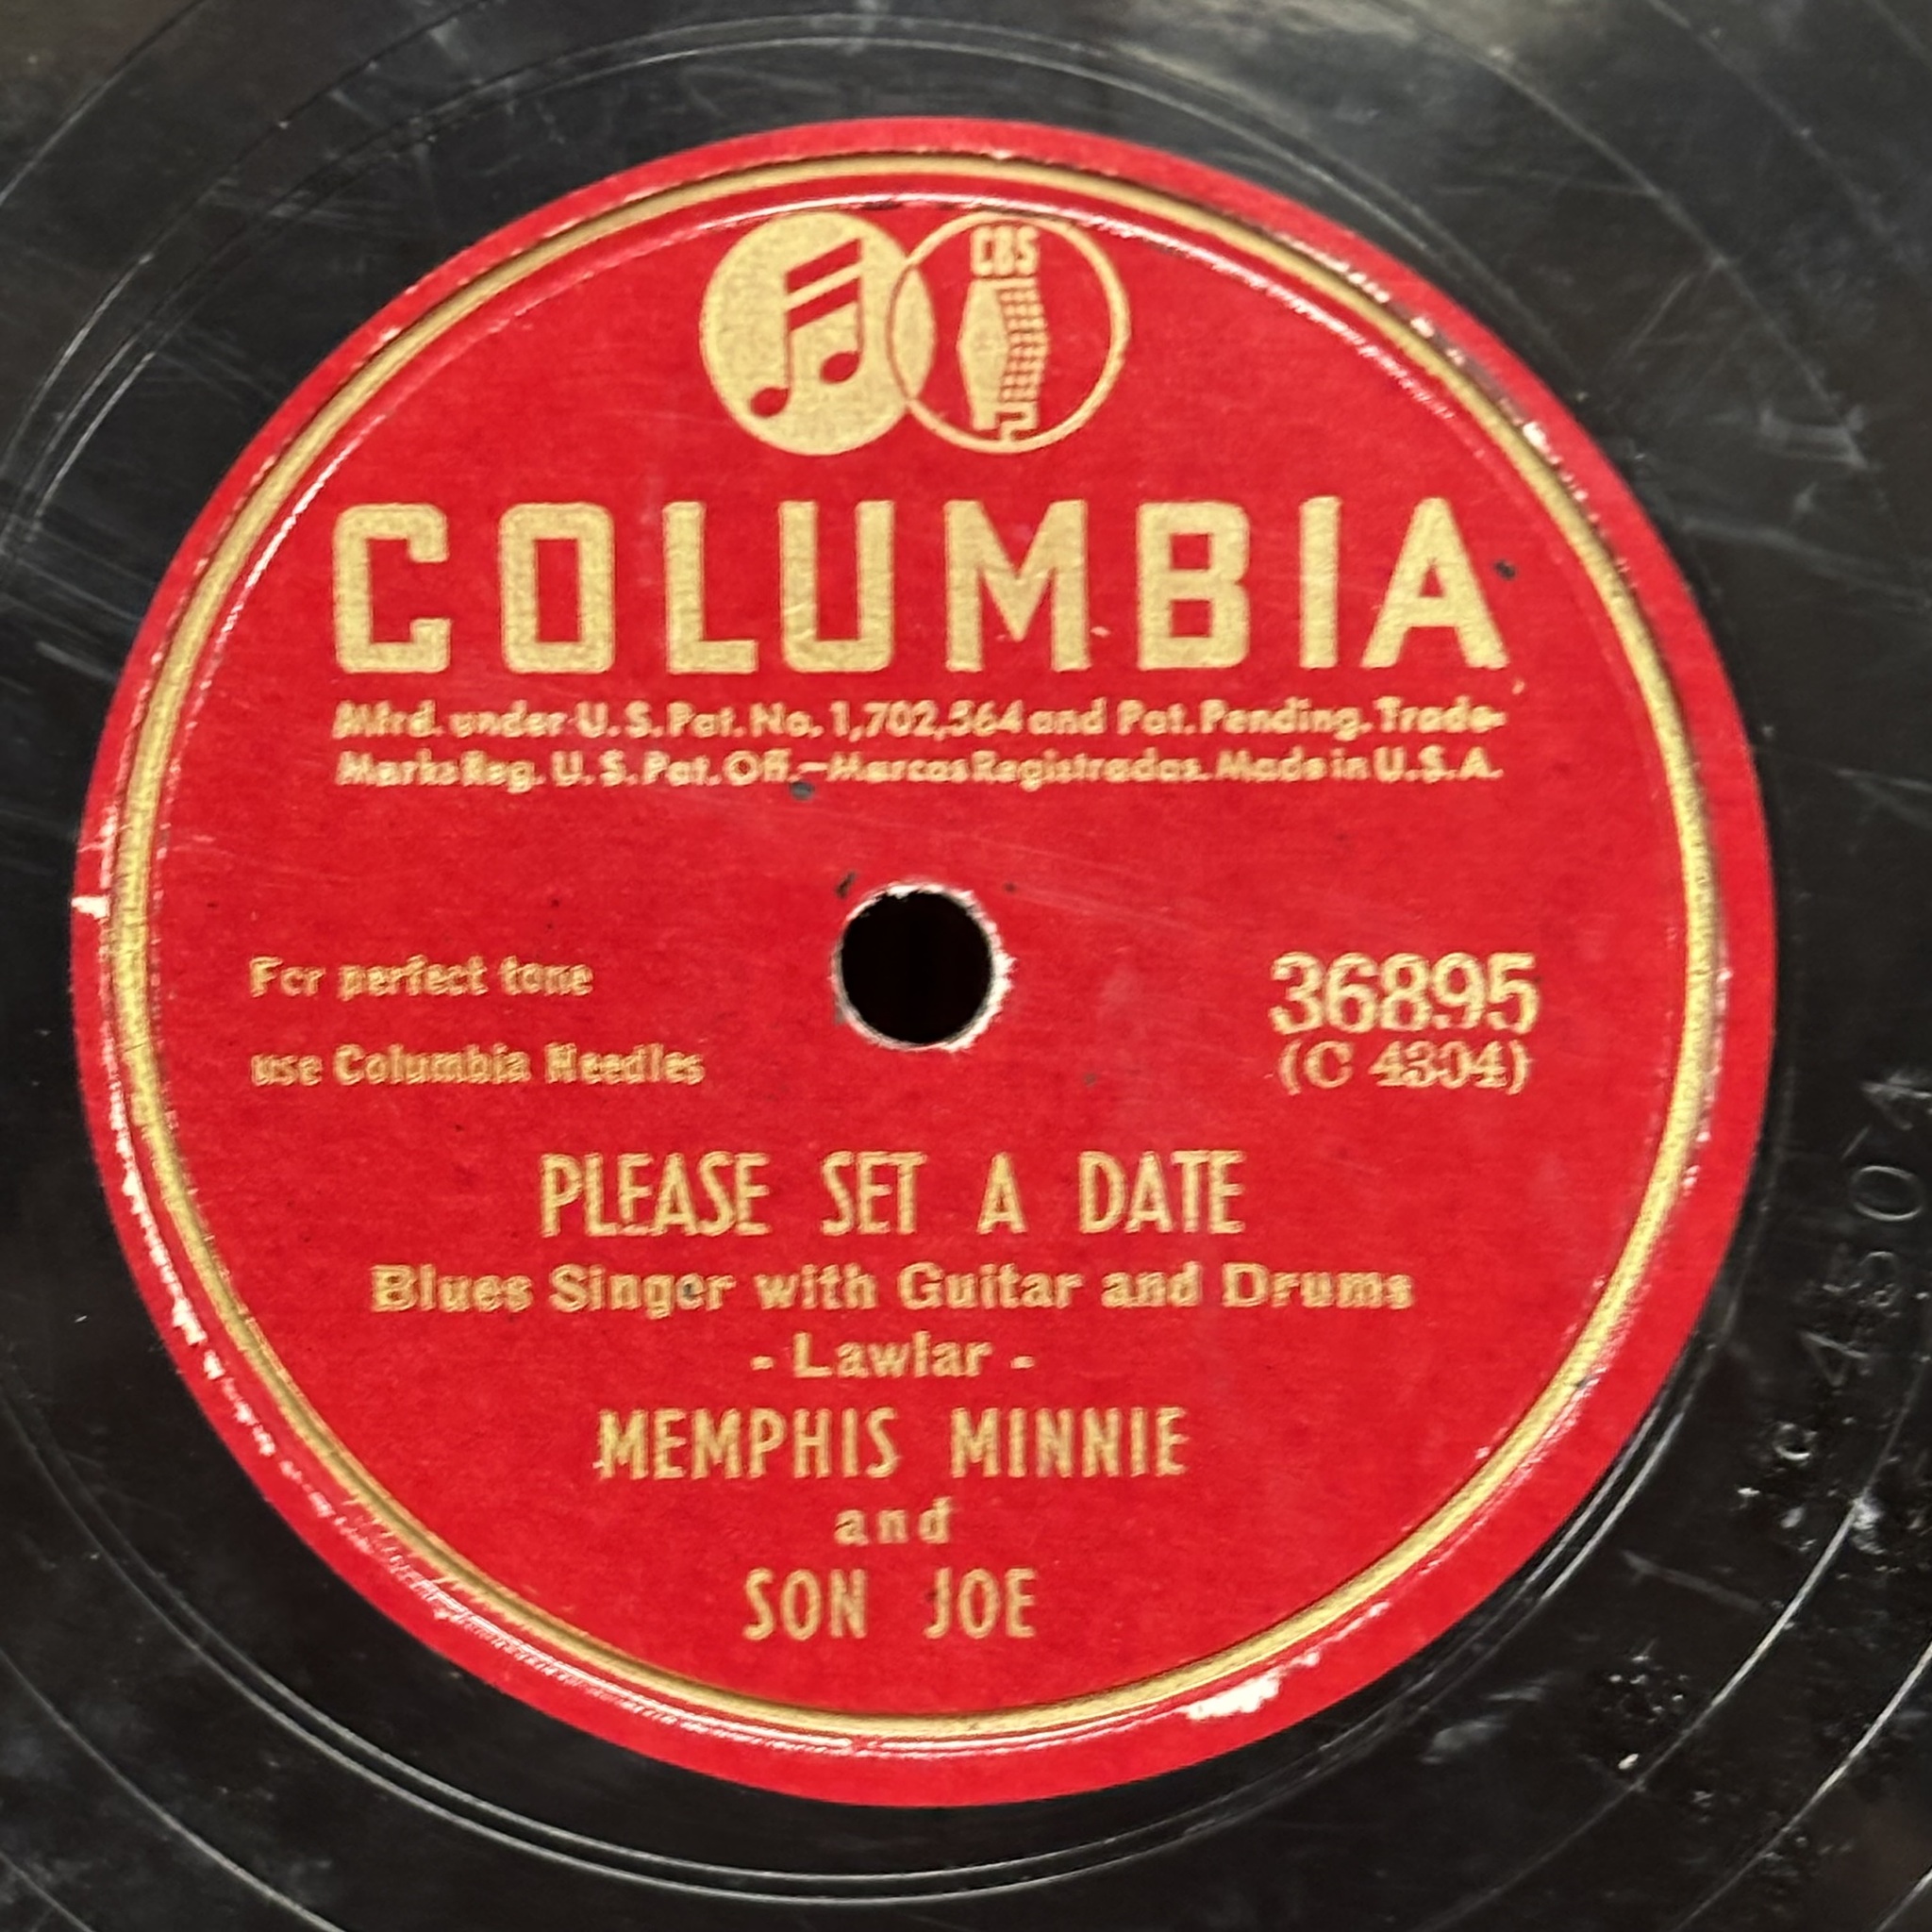 CBS
COLUMBIA
Mfrd. under U. S. Pat. No. 1,702,564 and Pat. Pending. Trade-
Marks Reg. U. S. Pat. Off.—Marcas Registradas. Made in U.S.A.
For perfect tone
use Columbia Needles
36895
(C 4304)
PLEASE SET A DATE
Blues Singer with Guitar and Drums
- Lawlar -
MEMPHIS MINNIE
and
SON JOE